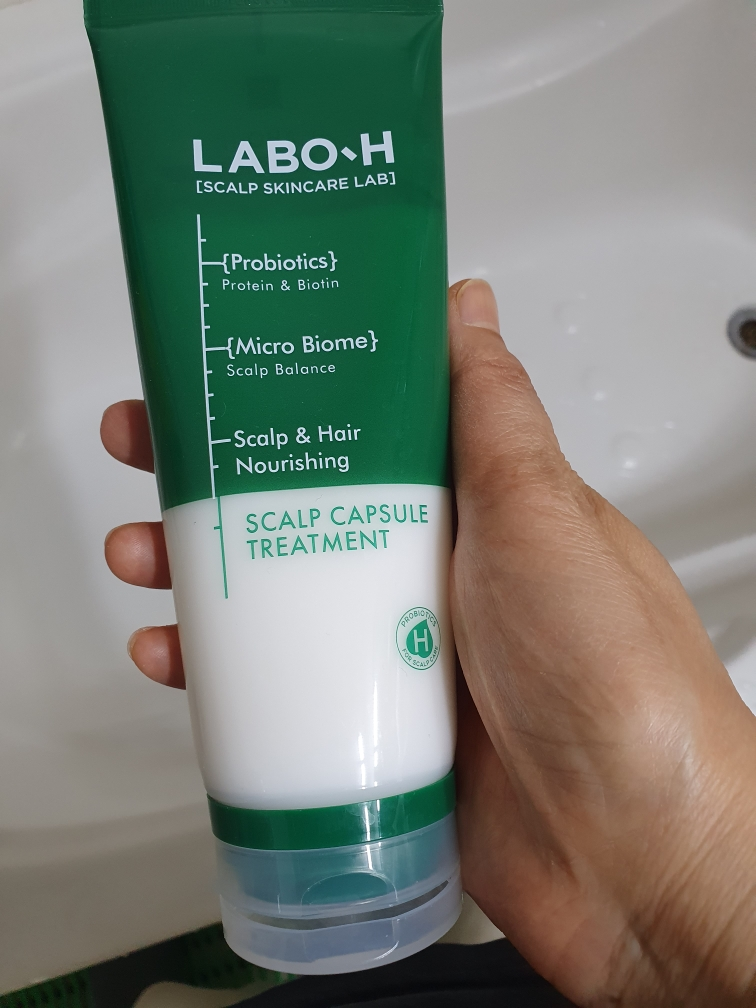 LABO-H
[SCALP SKINCARE LAB]
{Probiotics}
Protein & Biotin
{Micro Biome}
Scalp Balance
Scalp & Hair
Nourishing
SCALP CAPSULE
TREATMENT
PROBIOTICS
H
FOR SCALP CARE